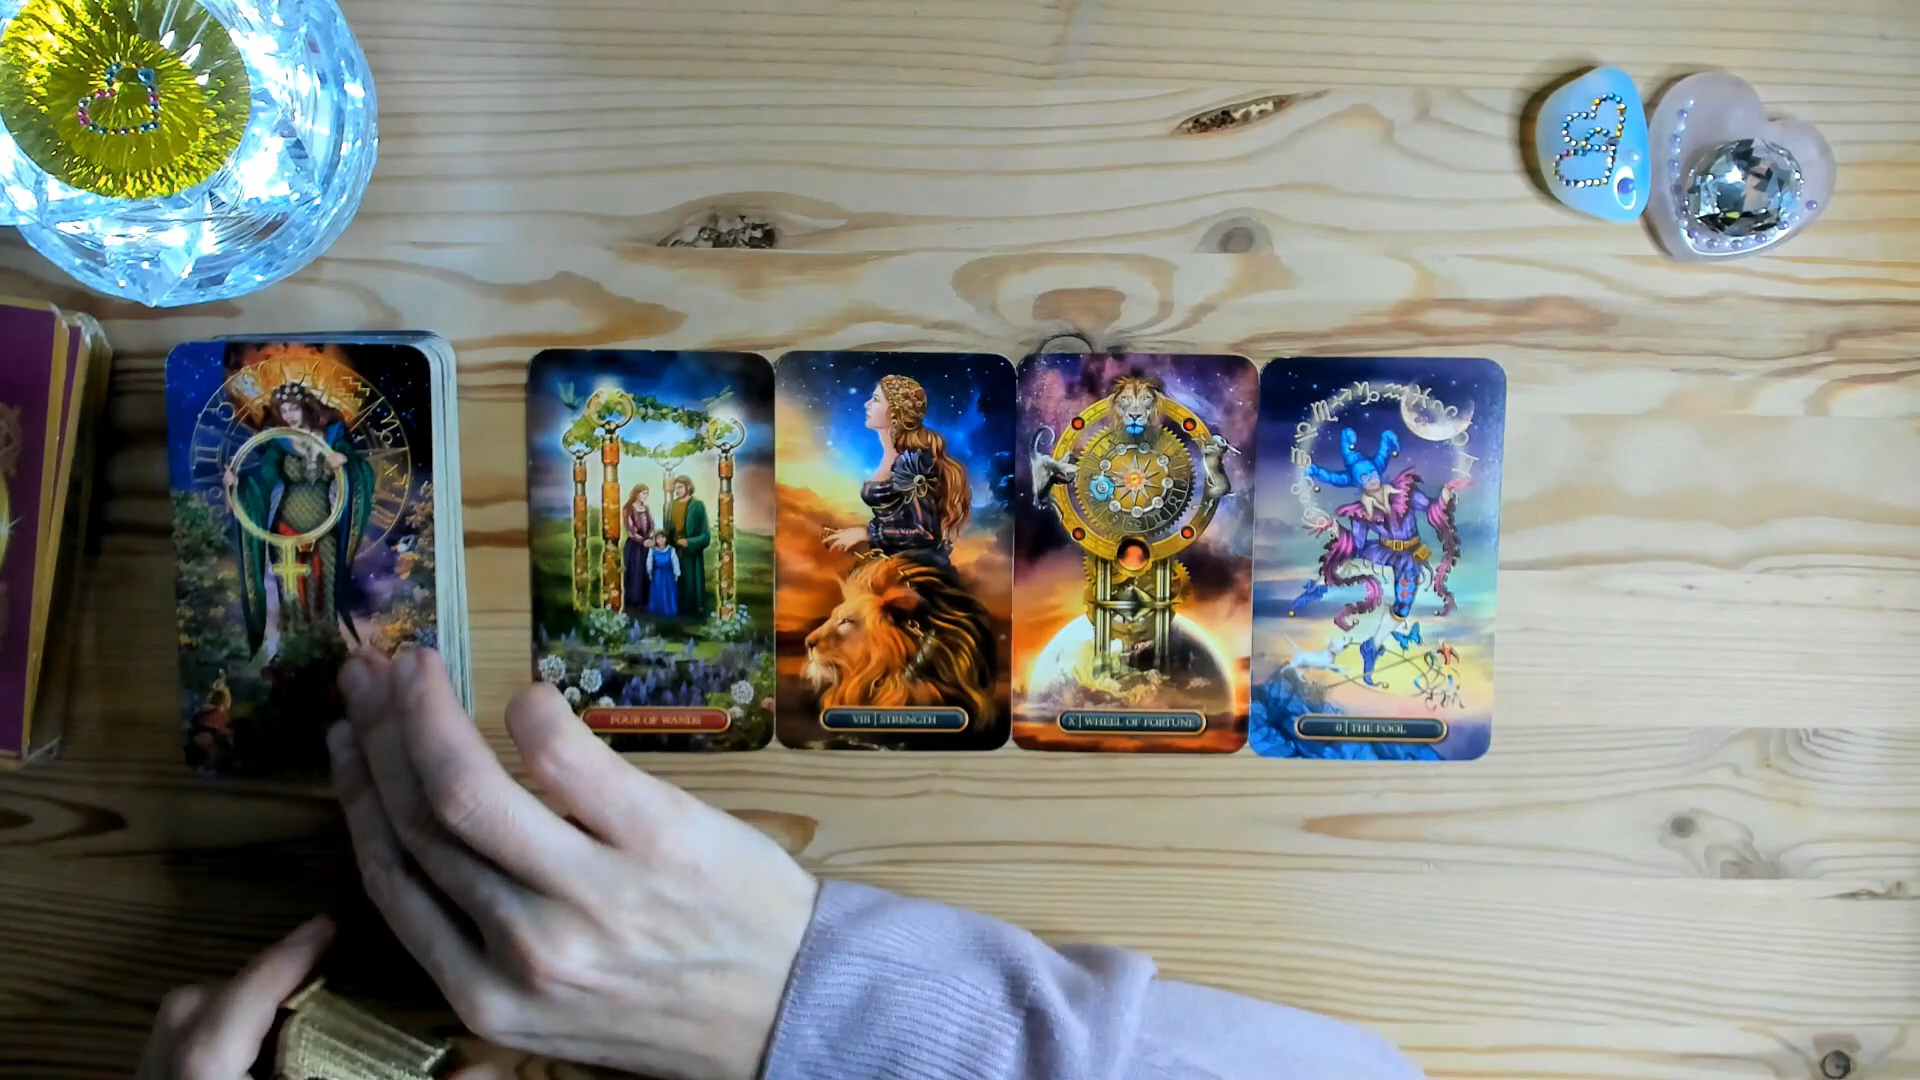 FOUR OF WANDS
VIII | STRENGTH
X | WHEEL OF FORTUNE
0 | THE FOOL